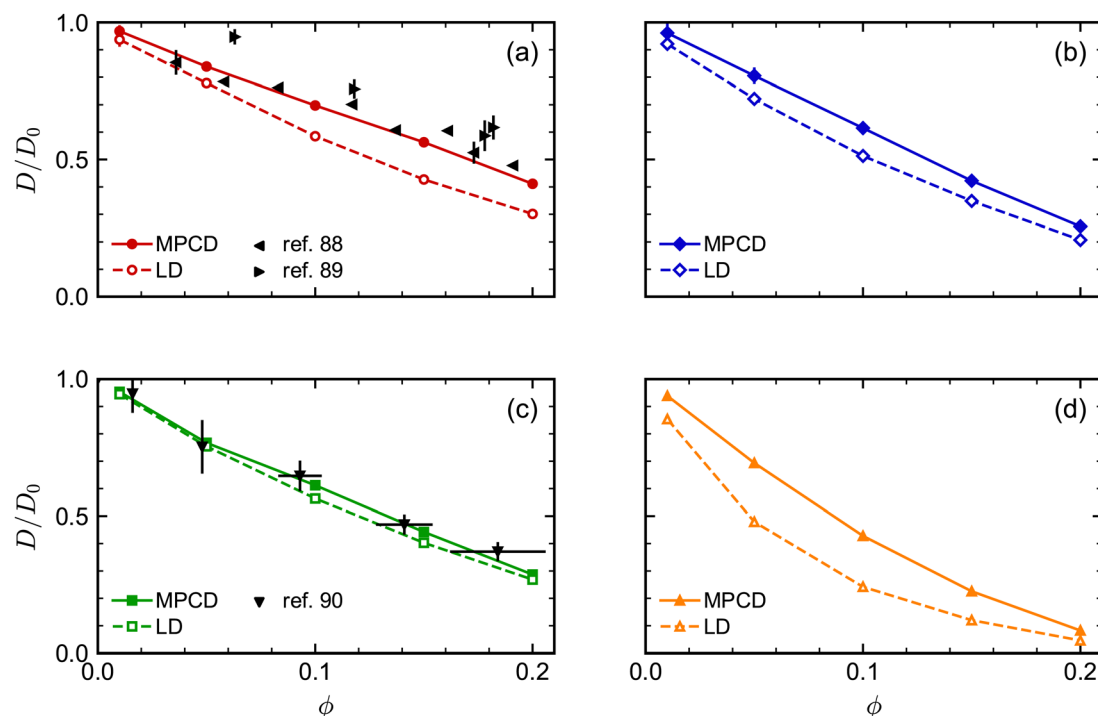 1.0
(a)
(b)
D/D₀
0.5
MPCD
ref. 88
MPCD
LD
ref. 89
LD
0.0
1.0
(c)
(d)
D/D₀
0.5
MPCD
ref. 90
MPCD
LD
LD
0.0
0.0
0.1
0.2
0.0
0.1
0.2
ϕ
ϕ